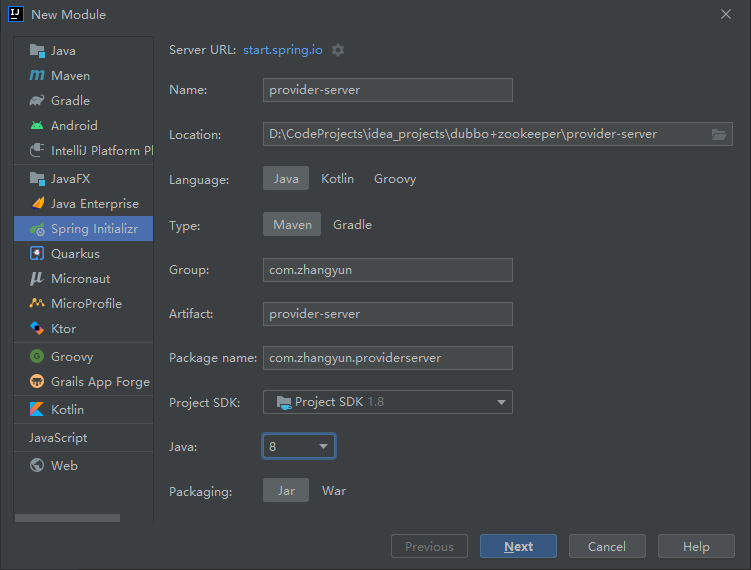 New Module
Java
Maven
Gradle
Android
IntelliJ Platform Pl
JavaFX
Java Enterprise
Spring Initializr
Quarkus
Micronaut
MicroProfile
Ktor
Groovy
Grails App Forge
Kotlin
JavaScript
Web
Server URL: start.spring.io
Name: provider-server
Location: D:\CodeProjects\idea_projects\dubbo+zookeeper\provider-server
Language: Java Kotlin Groovy
Type: Maven Gradle
Group: com.zhangyun
Artifact: provider-server
Package name: com.zhangyun.providerserver
Project SDK: Project SDK 1.8
Java: 8
Packaging: Jar War
Previous Next Cancel Help